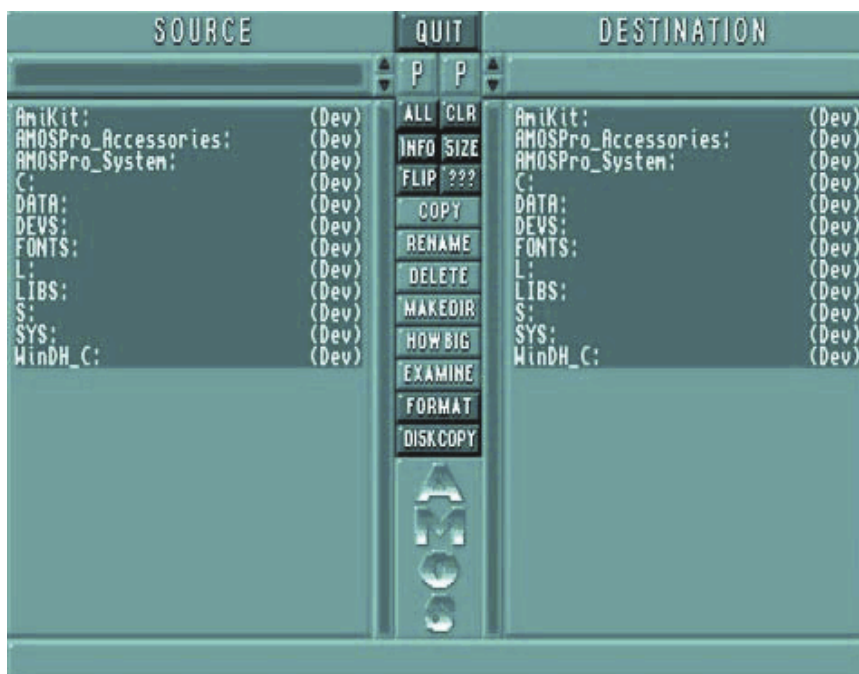 SOURCE
QUIT
DESTINATION
P P
AmiKit: (Dev)
AMOSPro_Accessories: (Dev)
AMOSPro_System: (Dev)
C: (Dev)
DATA: (Dev)
DEVS: (Dev)
FONTS: (Dev)
L: (Dev)
LIBS: (Dev)
S: (Dev)
SYS: (Dev)
WinDH_C: (Dev)
ALL CLR
INFO SIZE
FLIP ???
COPY
RENAME
DELETE
MAKEDIR
HOW BIG
EXAMINE
FORMAT
DISKCOPY
AMOS
AmiKit: (Dev)
AMOSPro_Accessories: (Dev)
AMOSPro_System: (Dev)
C: (Dev)
DATA: (Dev)
DEVS: (Dev)
FONTS: (Dev)
L: (Dev)
LIBS: (Dev)
S: (Dev)
SYS: (Dev)
WinDH_C: (Dev)